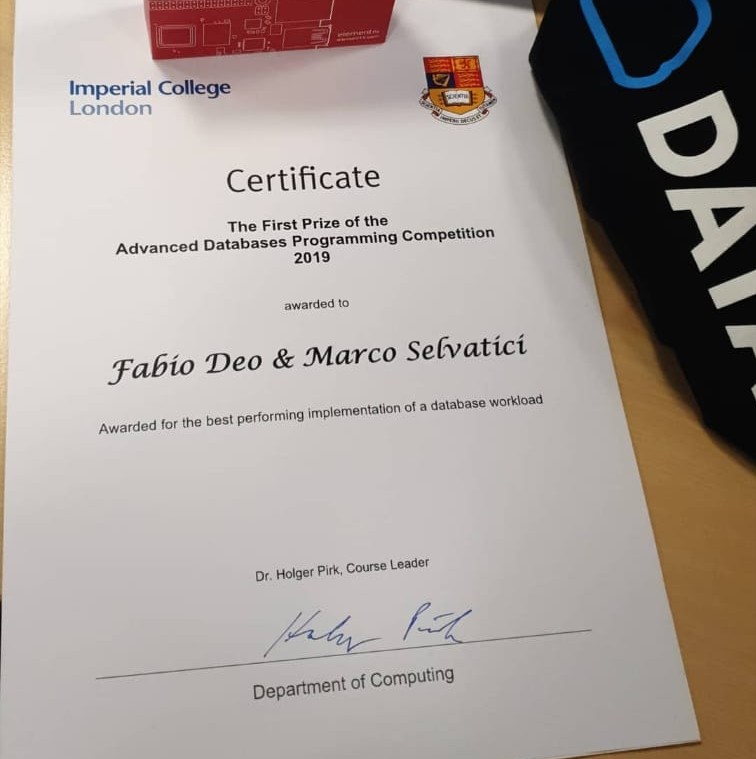 element14
Imperial College
London
SCIENTIA
Certificate
The First Prize of the
Advanced Databases Programming Competition
2019
awarded to
Fabio Deo & Marco Selvatici
Awarded for the best performing implementation of a database workload
Dr. Holger Pirk, Course Leader
Holger Pirk
Department of Computing